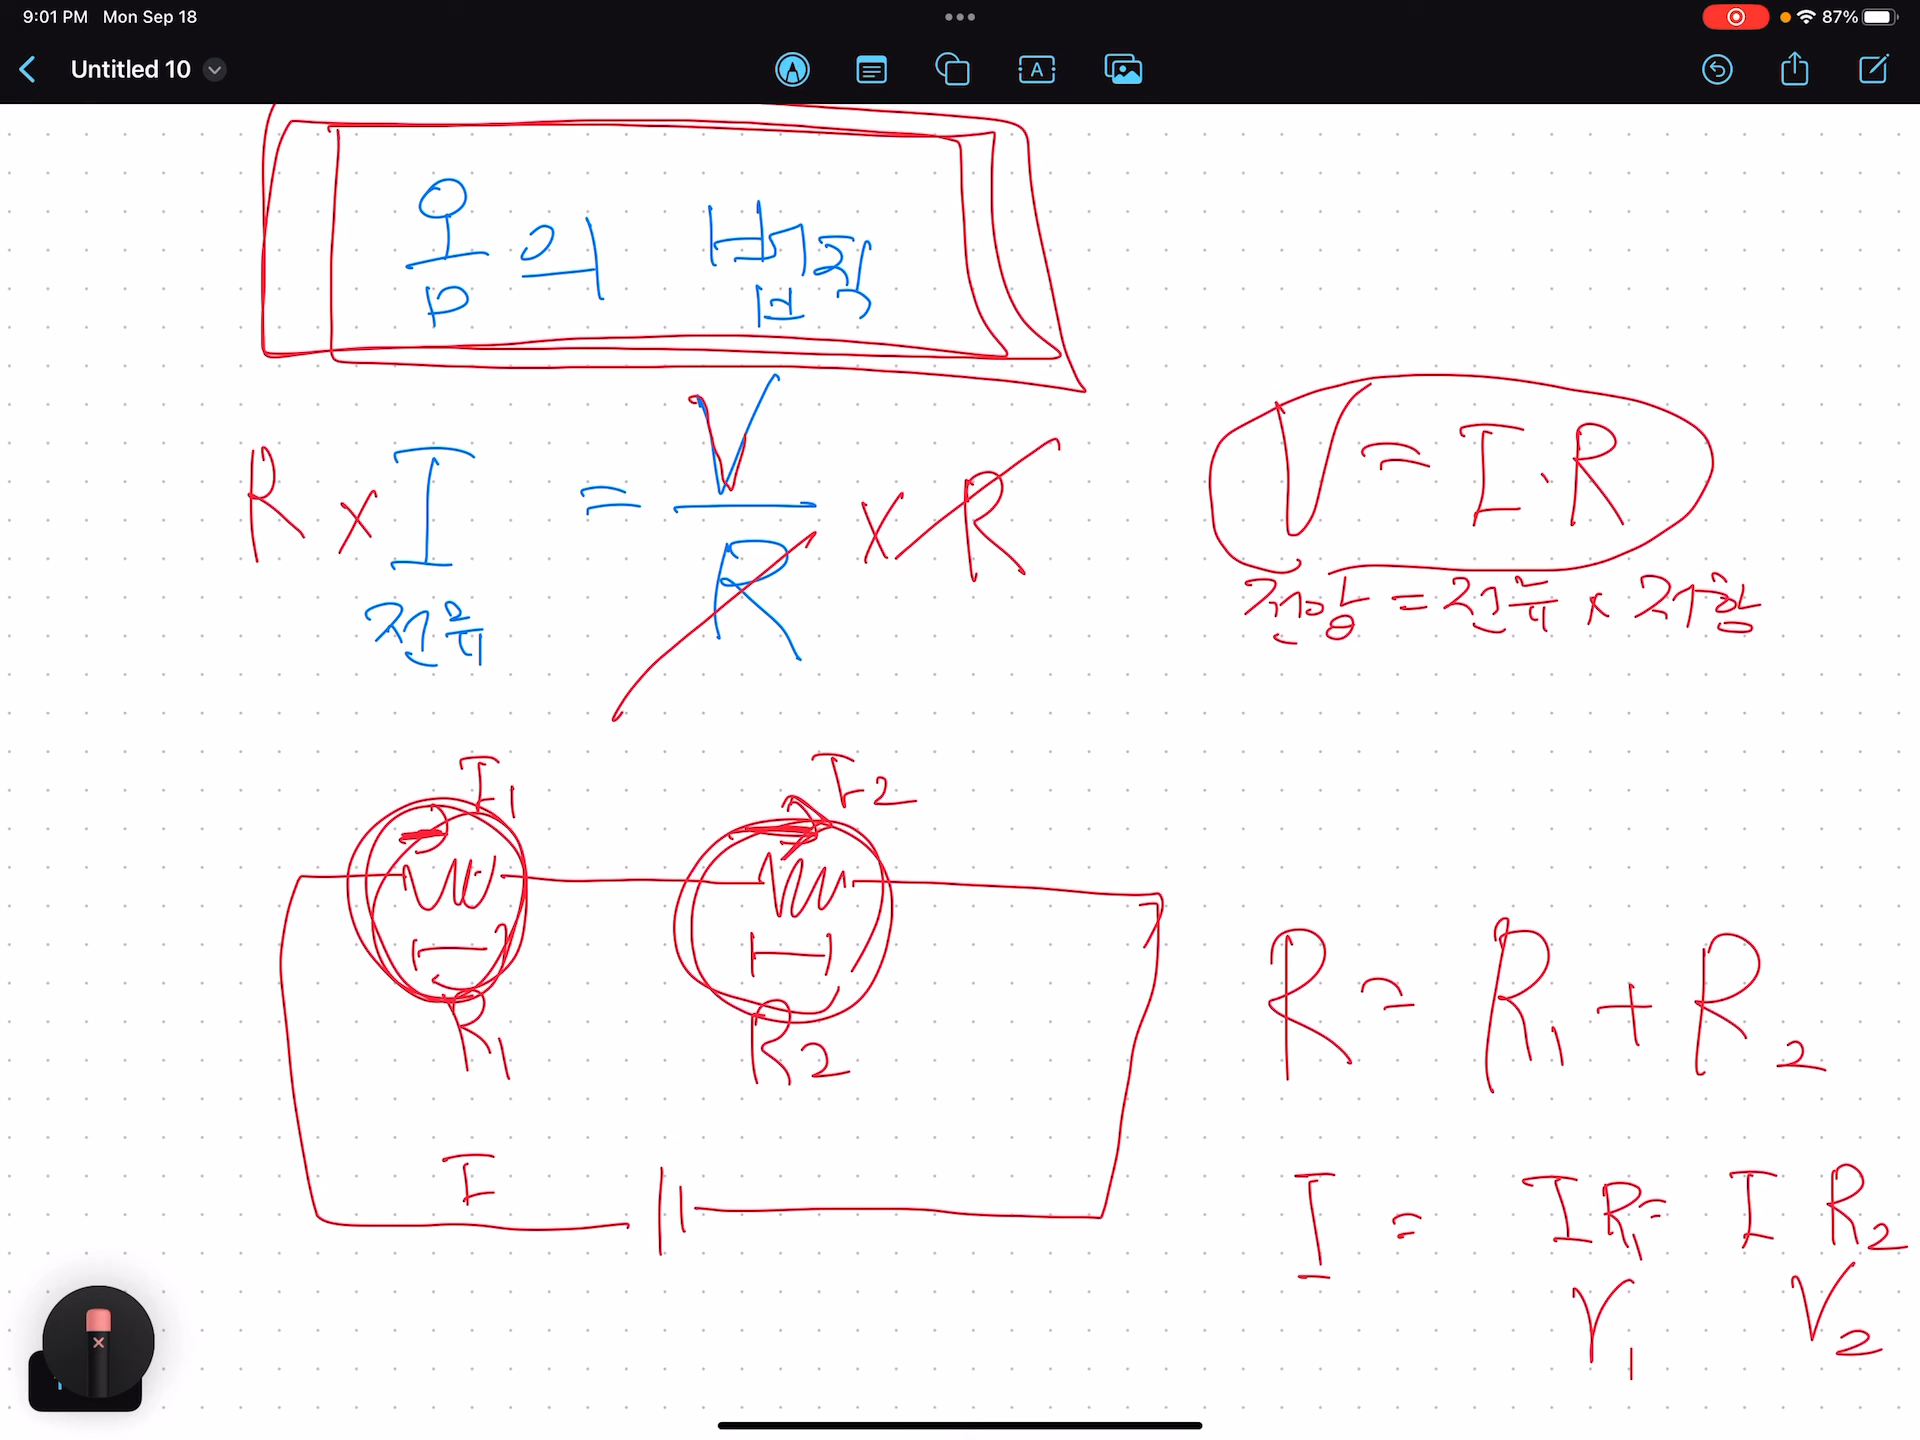 9:01 PM Mon Sep 18
87%
Untitled 10
A
옴의 법칙
R × I = V/R × R
V = I · R
전류
전압 = 전류 × 저항
I1
I2
R1
R2
R = R1 + R2
I
I = IR1 = I R2
V1
V2